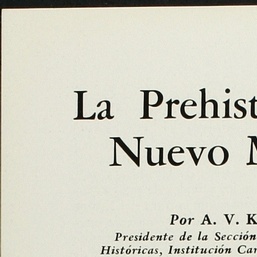 La Prehist
Nuevo M
Por A. V. K
Presidente de la Sección
Históricas, Institución Car